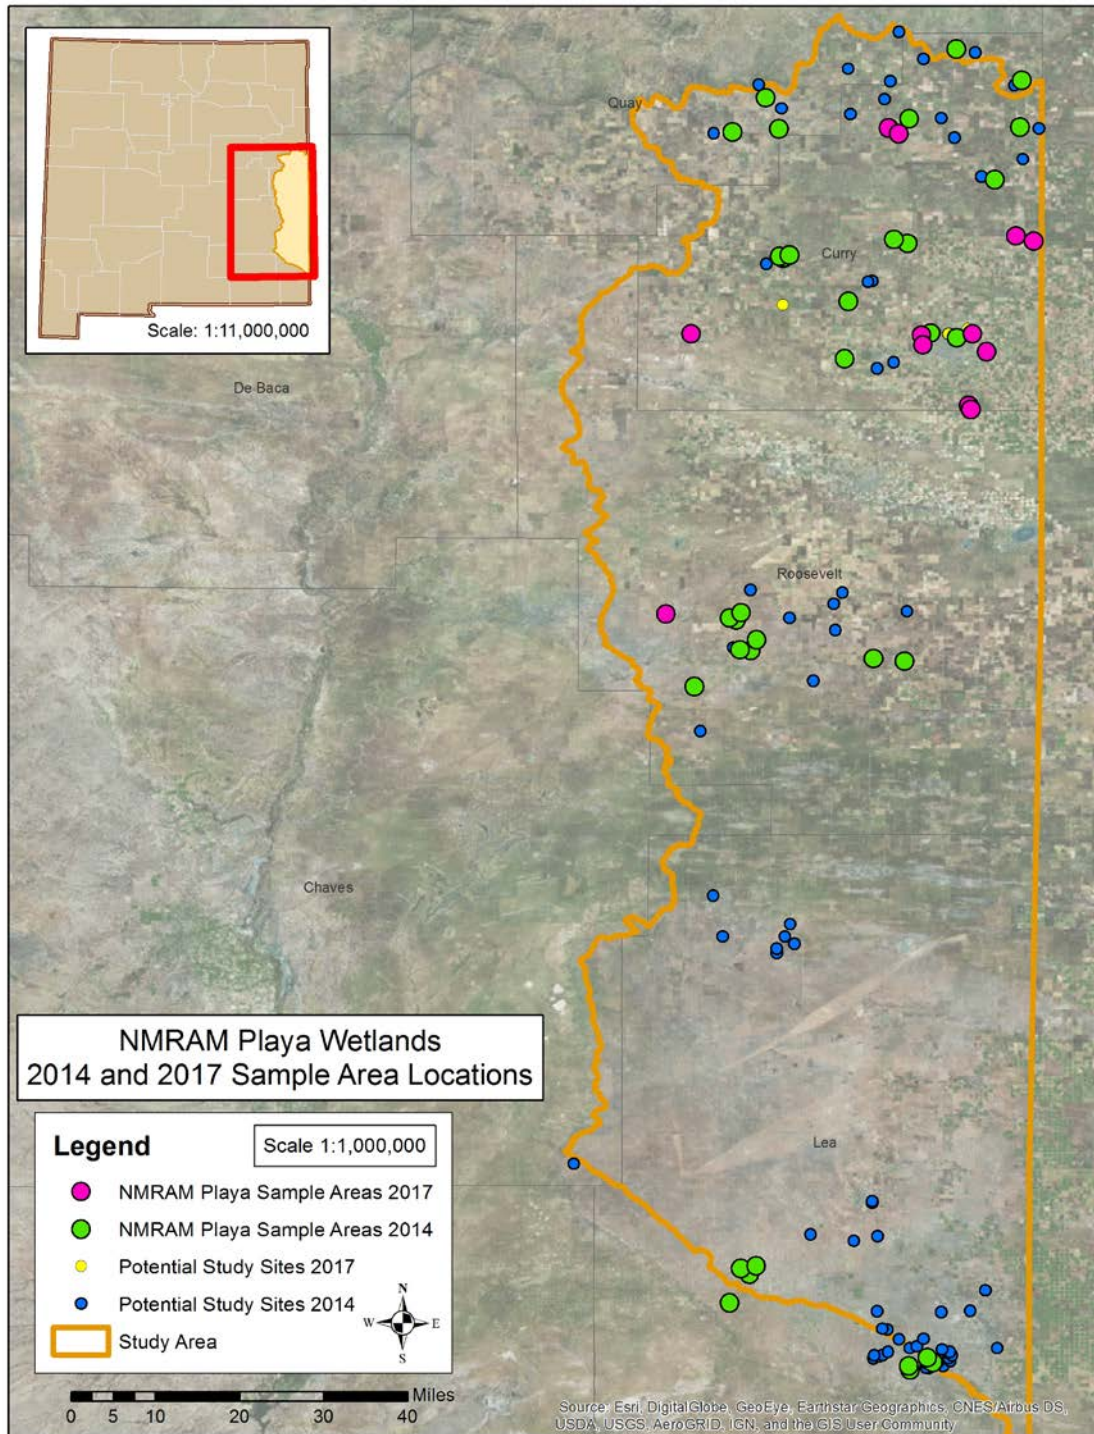 Scale: 1:11,000,000
Quay
Curry
De Baca
Roosevelt
Chaves
Lea
NMRAM Playa Wetlands
2014 and 2017 Sample Area Locations
Legend
Scale 1:1,000,000
NMRAM Playa Sample Areas 2017
NMRAM Playa Sample Areas 2014
Potential Study Sites 2017
Potential Study Sites 2014
Study Area
N
W E
S
Miles
0 5 10 20 30 40
Source: Esri, DigitalGlobe, GeoEye, Earthstar Geographics, CNES/Airbus DS,
USDA, USGS, AeroGRID, IGN, and the GIS User Community